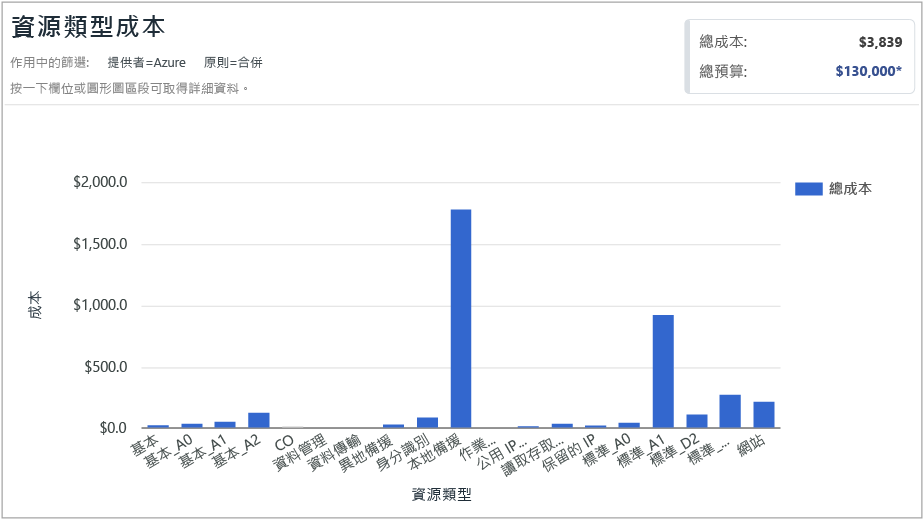 資源類型成本
總成本: $3,839
作用中的篩選: 提供者=Azure 原則=合併
總預算: $130,000*
按一下欄位或圓形圖區段可取得詳細資料。
$2,000.0
總成本
$1,500.0
$1,000.0
成本
$500.0
$0.0
基本
基本_A0
基本_A1
基本_A2
CO
資料管理
資料傳輸
異地備援
身分識別
本地備援
作業...
公用 IP...
讀取存取...
保留的 IP
標準_A0
標準_A1
標準_D2
標準_...
網站
資源類型